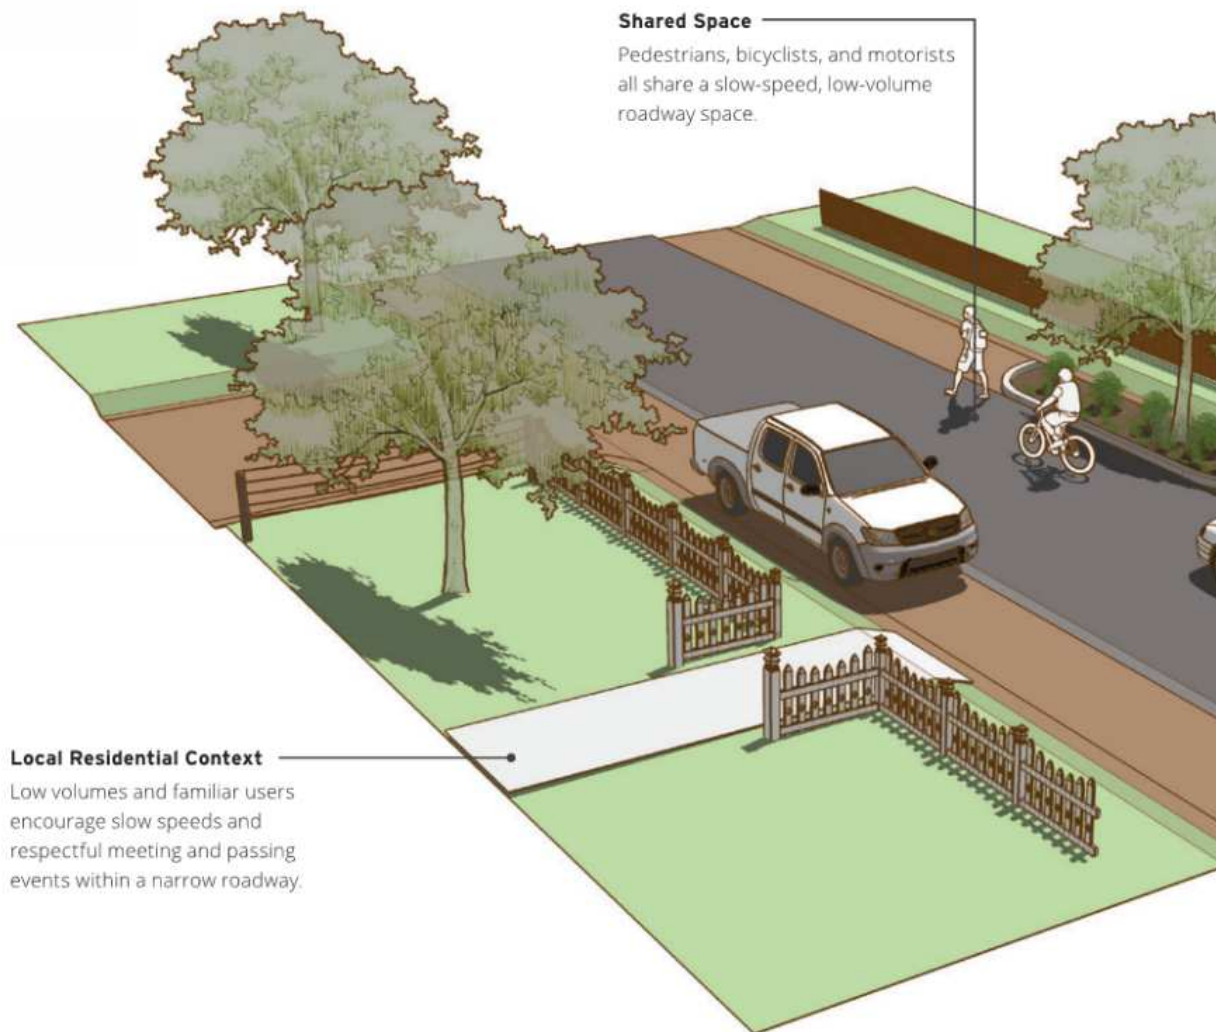 Shared Space
Pedestrians, bicyclists, and motorists
all share a slow-speed, low-volume
roadway space.
Local Residential Context
Low volumes and familiar users
encourage slow speeds and
respectful meeting and passing
events within a narrow roadway.